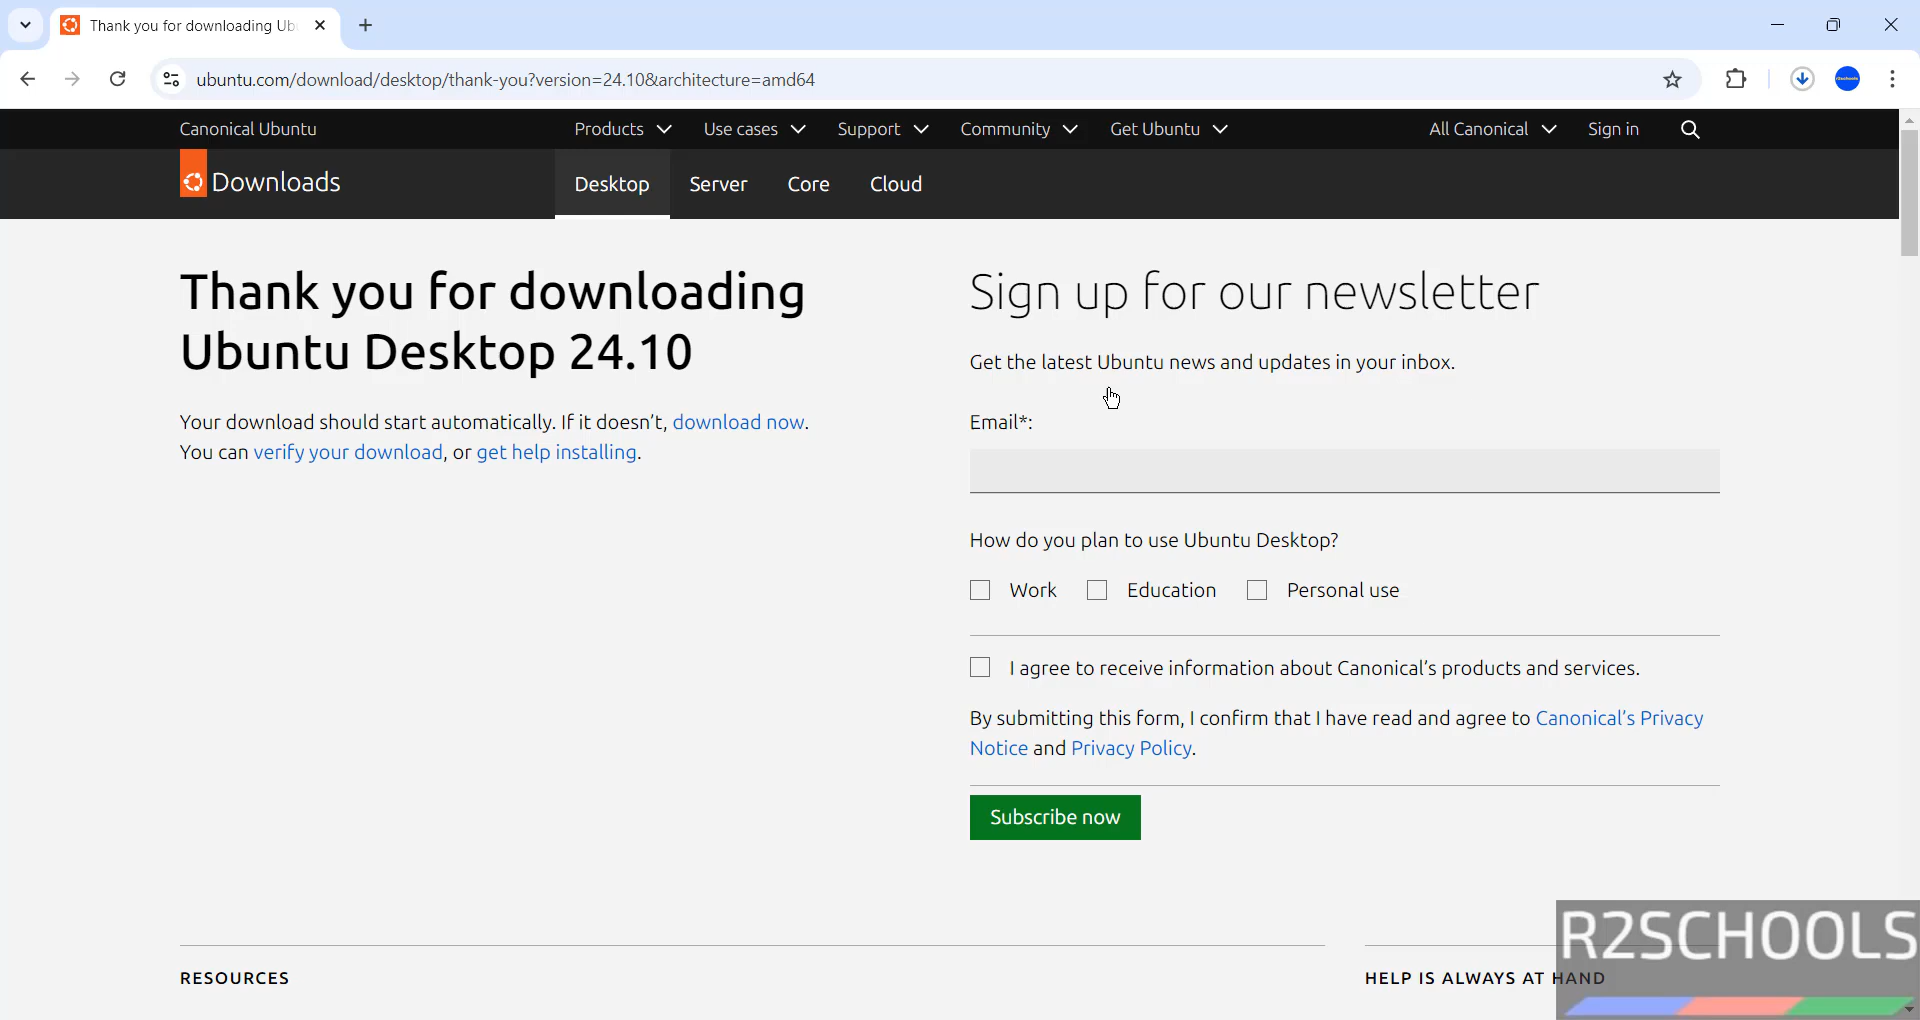 Thank you for downloading Ub
ubuntu.com/download/desktop/thank-you?version=24.10&architecture=amd64
Canonical Ubuntu
Products
Use cases
Support
Community
Get Ubuntu
All Canonical
Sign in
Downloads
Desktop
Server
Core
Cloud
Thank you for downloading
Ubuntu Desktop 24.10
Your download should start automatically. If it doesn't, download now.
You can verify your download, or get help installing.
Sign up for our newsletter
Get the latest Ubuntu news and updates in your inbox.
Email*:
How do you plan to use Ubuntu Desktop?
Work
Education
Personal use
I agree to receive information about Canonical's products and services.
By submitting this form, I confirm that I have read and agree to Canonical's Privacy
Notice and Privacy Policy.
Subscribe now
RESOURCES
HELP IS ALWAYS AT HAND
R2SCHOOLS